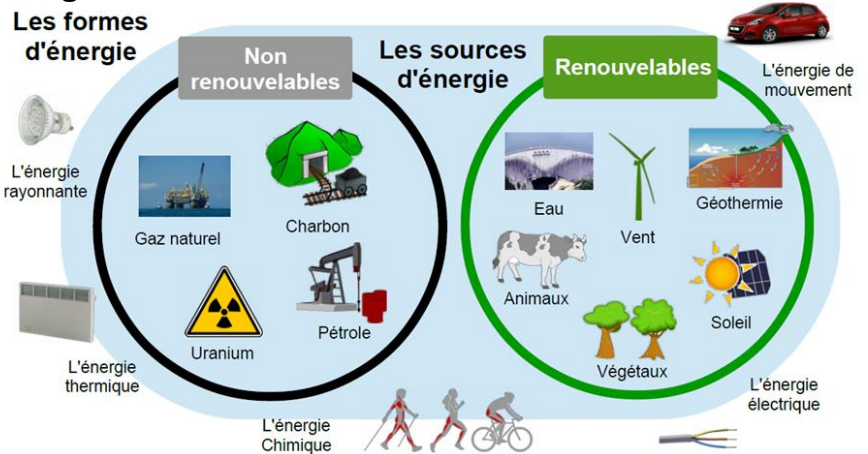 Les formes
d'énergie
Non
renouvelables
Les sources
d'énergie
Renouvelables
L'énergie de
mouvement
L'énergie
rayonnante
Gaz naturel
Charbon
Eau
Vent
Géothermie
Uranium
Pétrole
Animaux
Végétaux
Soleil
L'énergie
thermique
L'énergie
Chimique
L'énergie
électrique